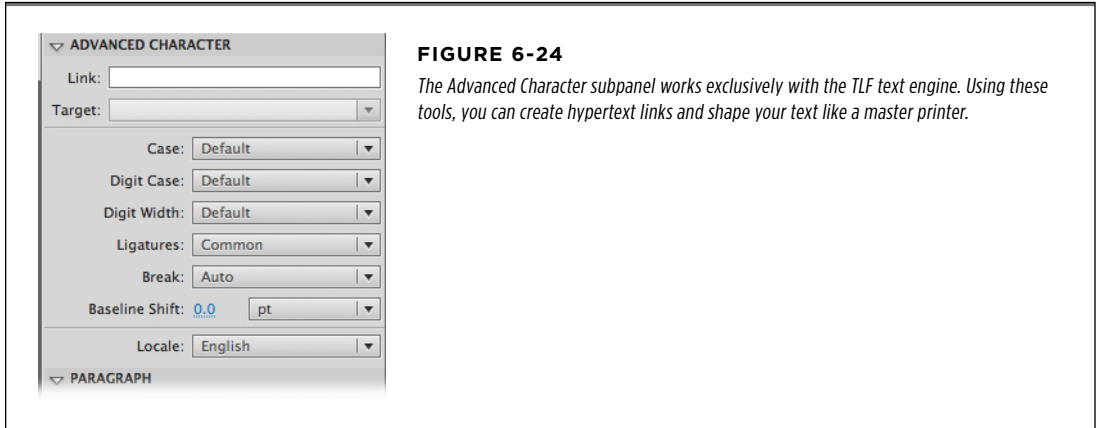 ADVANCED CHARACTER
Link:
Target:
Case: Default
Digit Case: Default
Digit Width: Default
Ligatures: Common
Break: Auto
Baseline Shift: 0.0 pt
Locale: English
PARAGRAPH
FIGURE 6-24
The Advanced Character subpanel works exclusively with the TLF text engine. Using these
tools, you can create hypertext links and shape your text like a master printer.